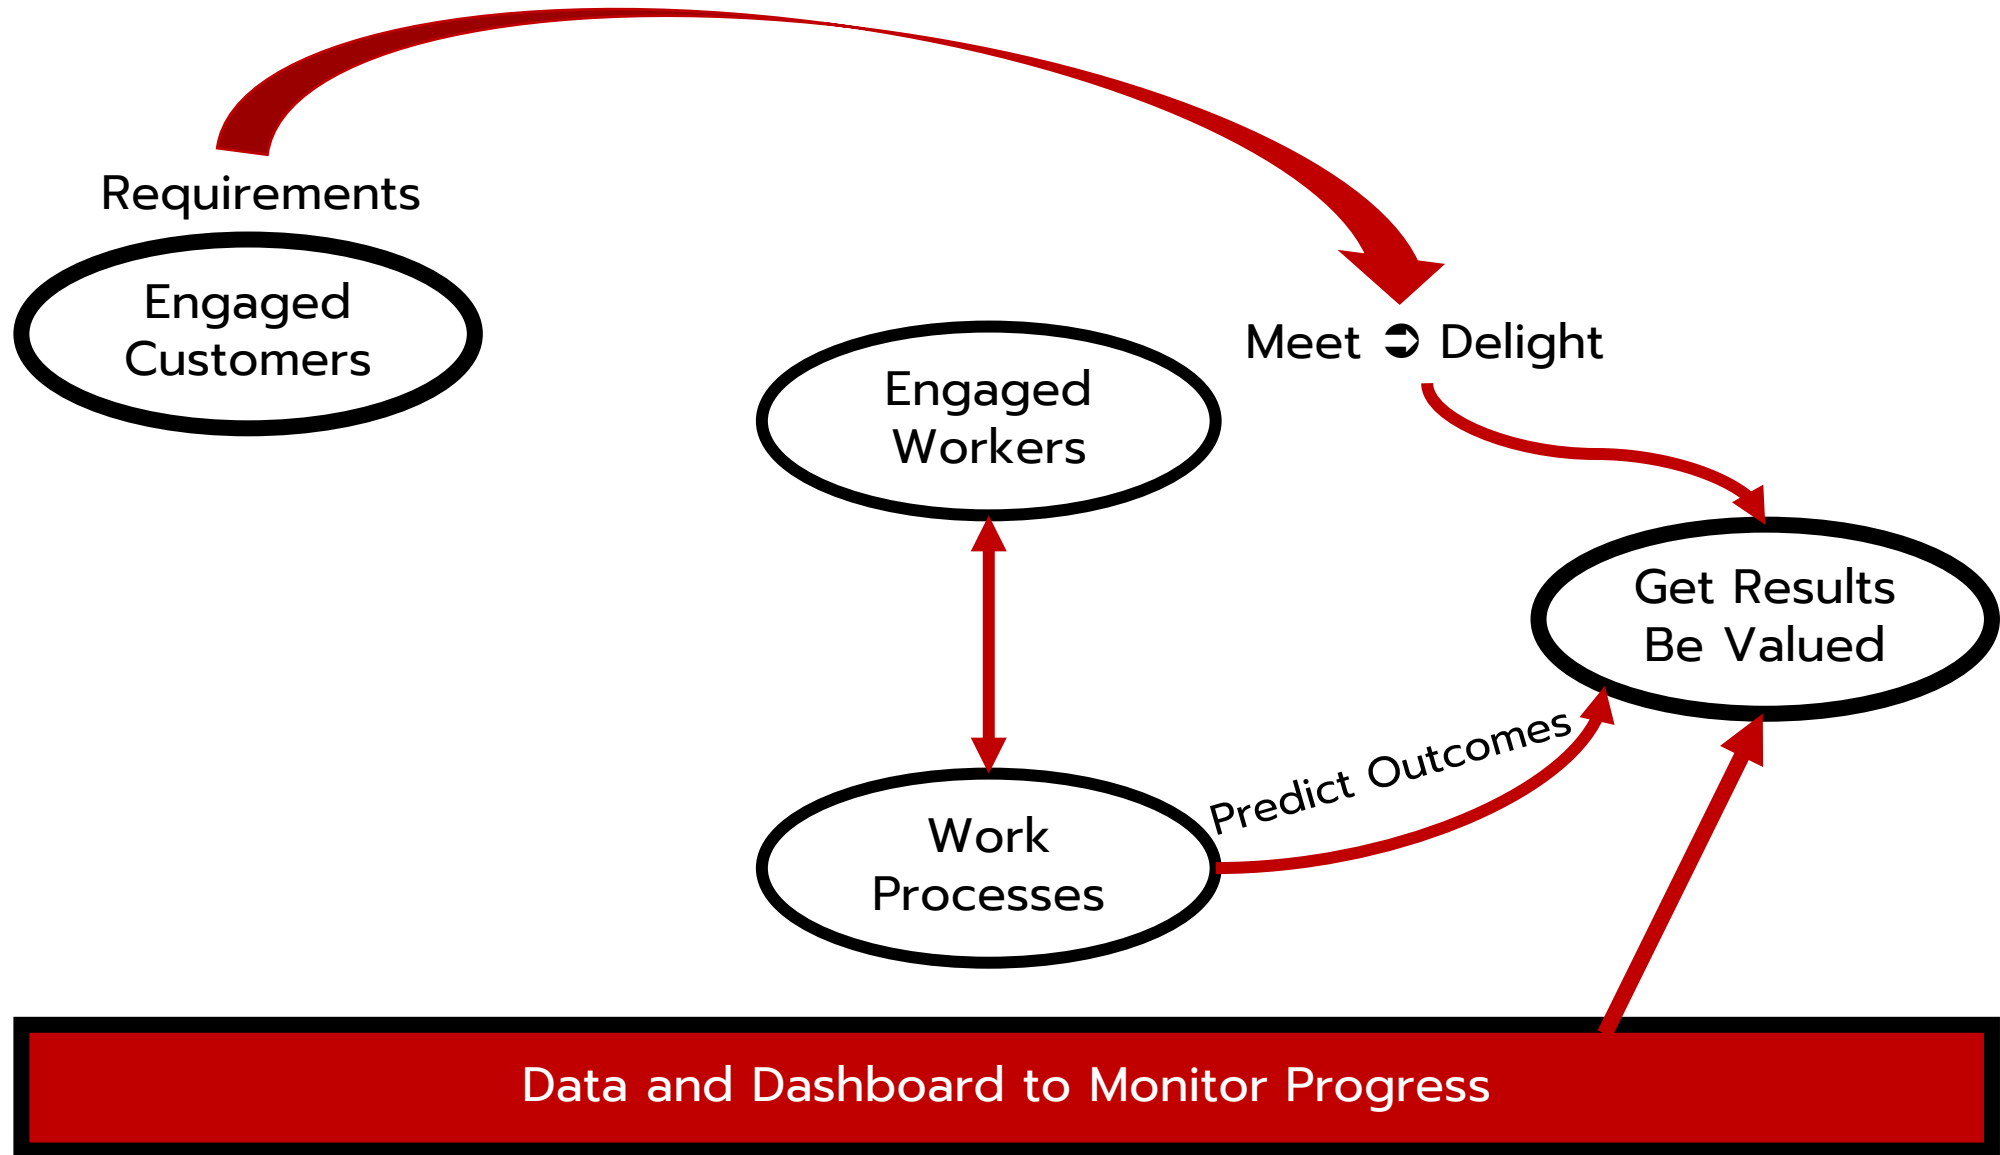 Requirements
Engaged
Customers
Engaged
Workers
Meet ➲ Delight
Get Results
Be Valued
Predict Outcomes
Work
Processes
Data and Dashboard to Monitor Progress